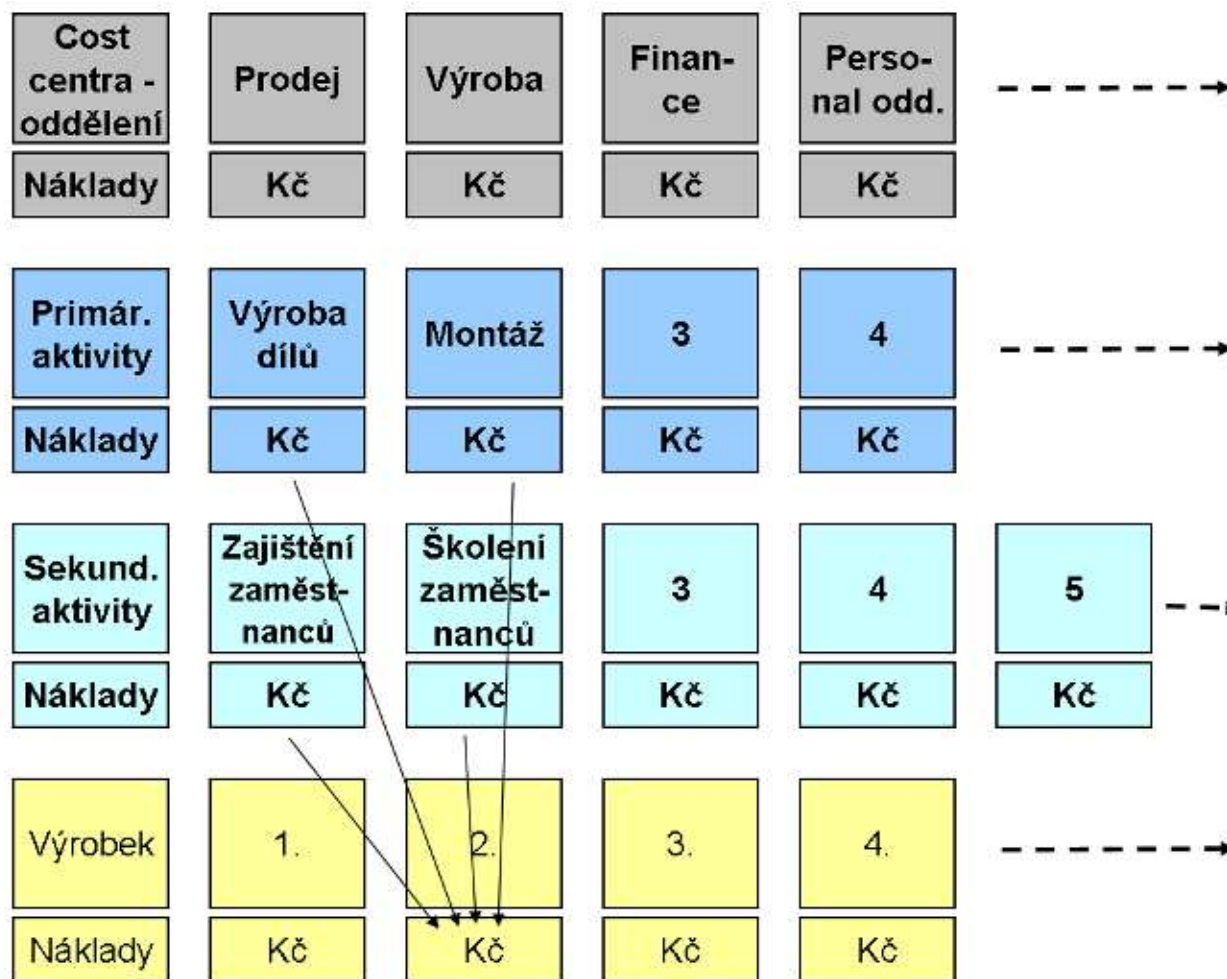 Cost
centra -
oddělení
Prodej
Výroba
Finan-
ce
Perso-
nal odd.
Náklady
Kč
Kč
Kč
Kč
Primár.
aktivity
Výroba
dílů
Montáž
3
4
Náklady
Kč
Kč
Kč
Kč
Sekund.
aktivity
Zajištění
zaměst-
nanců
Školení
zaměst-
nanců
3
4
5
Náklady
Kč
Kč
Kč
Kč
Kč
Výrobek
1.
2.
3.
4.
Náklady
Kč
Kč
Kč
Kč